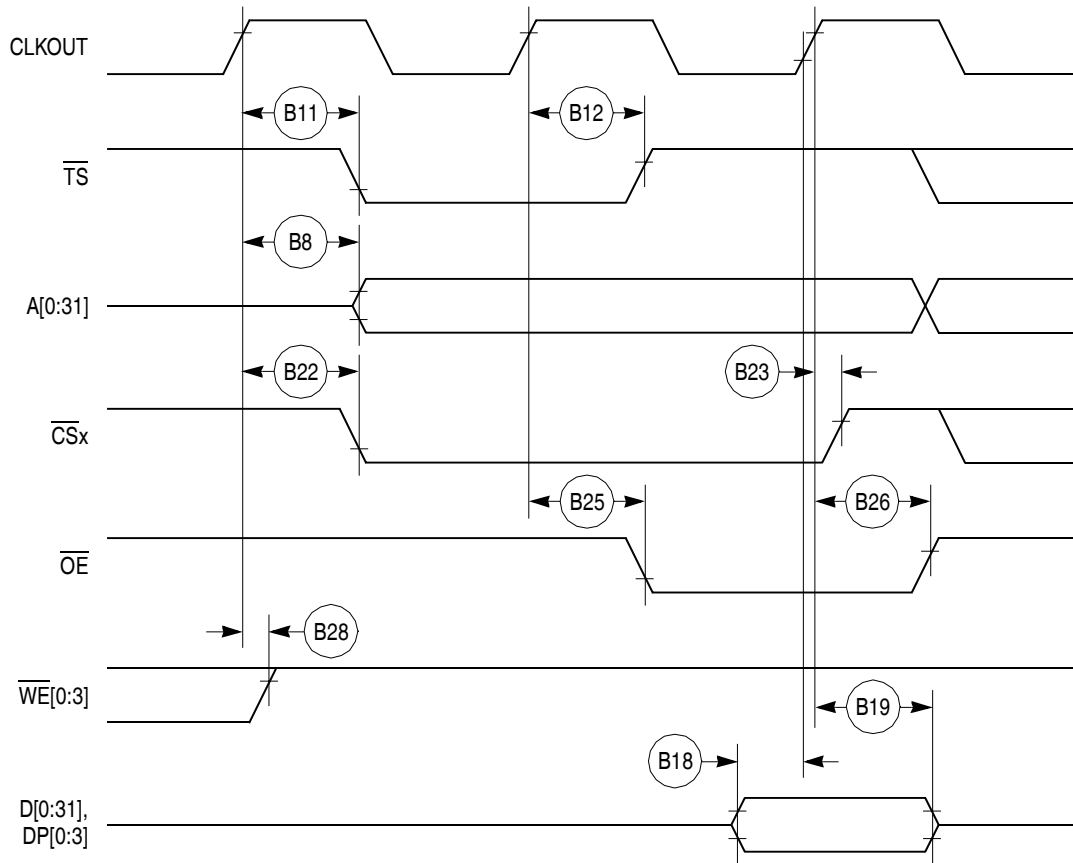 CLKOUT
B11
B12
TS
B8
A[0:31]
B22
B23
CSx
B25
B26
OE
B28
WE[0:3]
B19
B18
D[0:31],
DP[0:3]